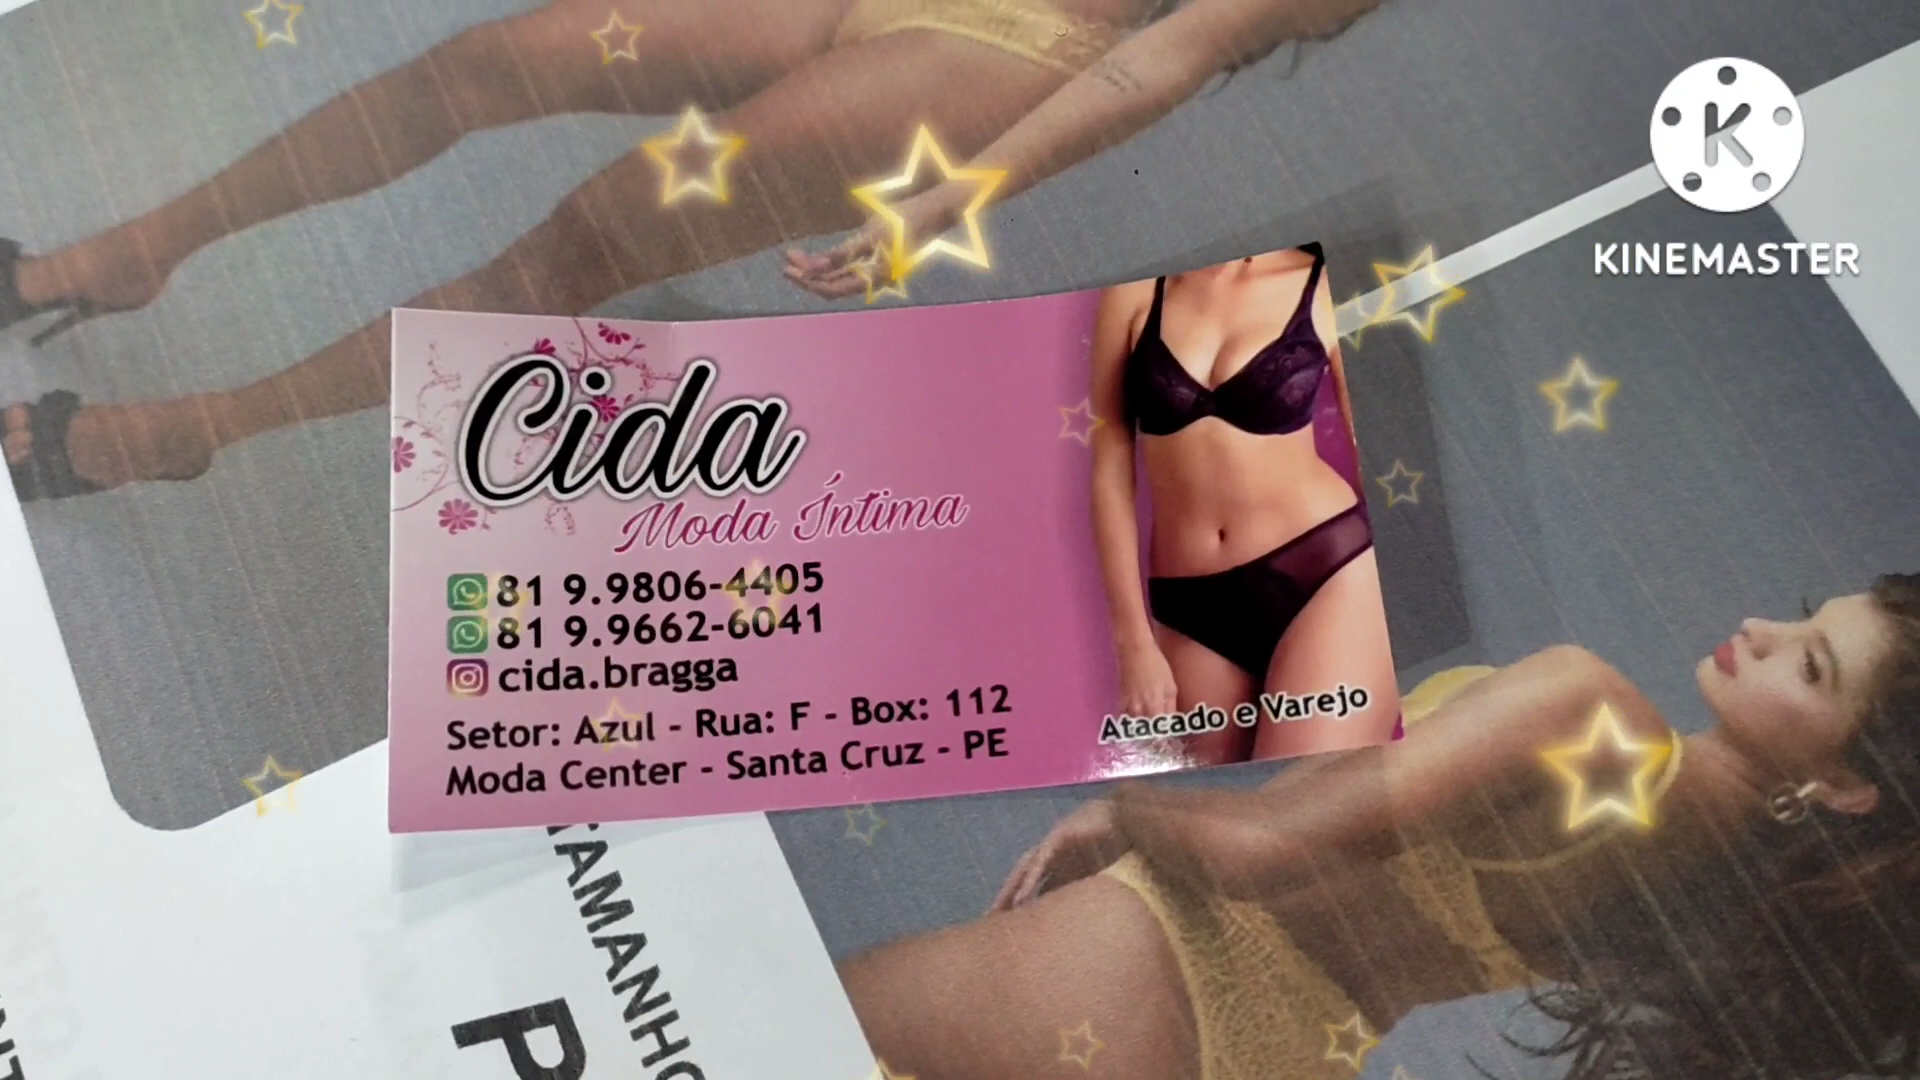 KINEMASTER
Cida
Moda Íntima
81 9.9806-4405
81 9.9662-6041
cida.bragga
Setor: Azul - Rua: F - Box: 112
Moda Center - Santa Cruz - PE
Atacado e Varejo
TAMANHO
P